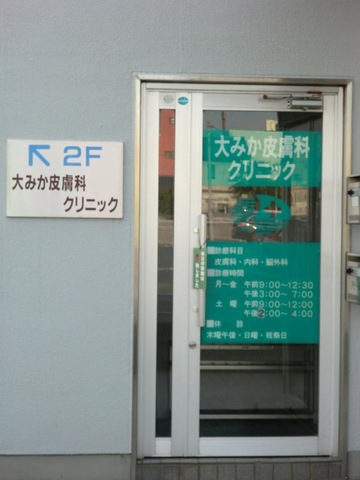 2F
大みか皮膚科
クリニック
大みか皮膚科
クリニック
診療科目
皮膚科・内科・脳外科
診療時間
月～金 午前9:00～12:30
午後3:00～7:00
土 曜 午前9:00～12:00
午後2:00～4:00
休 診
木曜午後・日曜・祝祭日